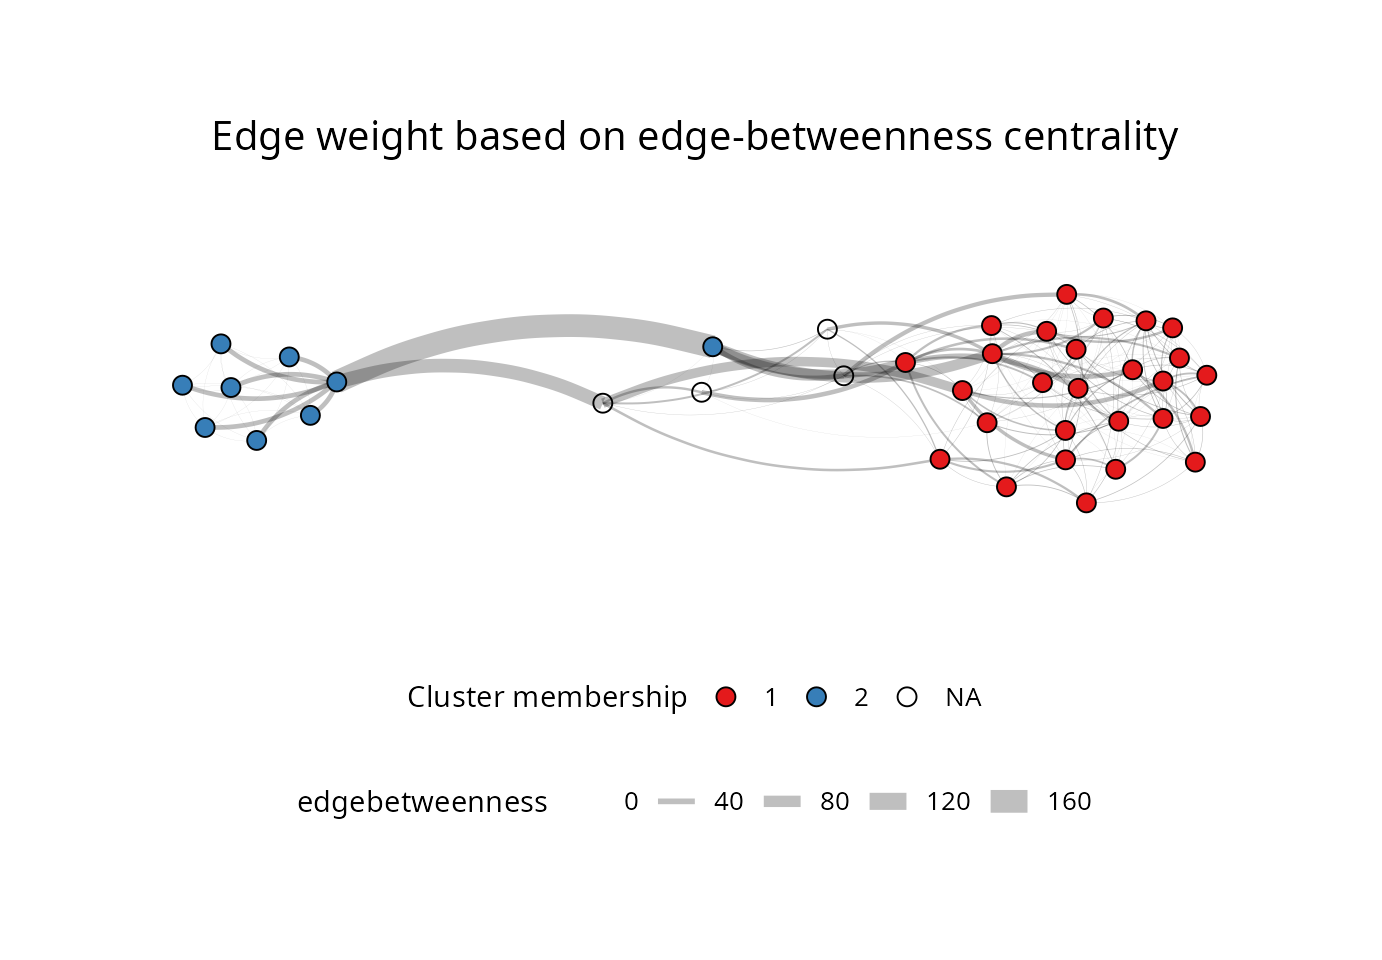 Edge weight based on edge-betweenness centrality
Cluster membership 1 2 NA
edgebetweenness 0 40 80 120 160